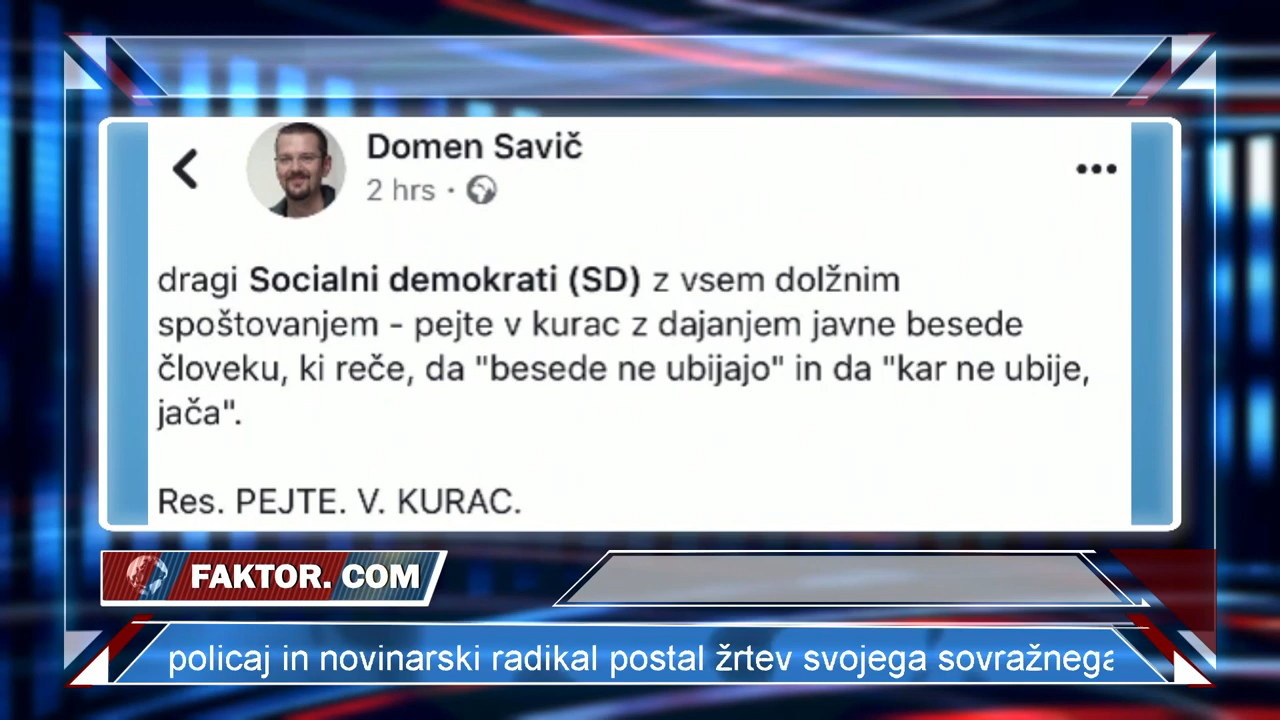 Domen Savič
2 hrs ·
dragi Socialni demokrati (SD) z vsem dolžnim
spoštovanjem - pejte v kurac z dajanjem javne besede
človeku, ki reče, da "besede ne ubijajo" in da "kar ne ubije,
jača".
Res. PEJTE. V. KURAC.
FAKTOR. COM
policaj in novinarski radikal postal žrtev svojega sovražnega